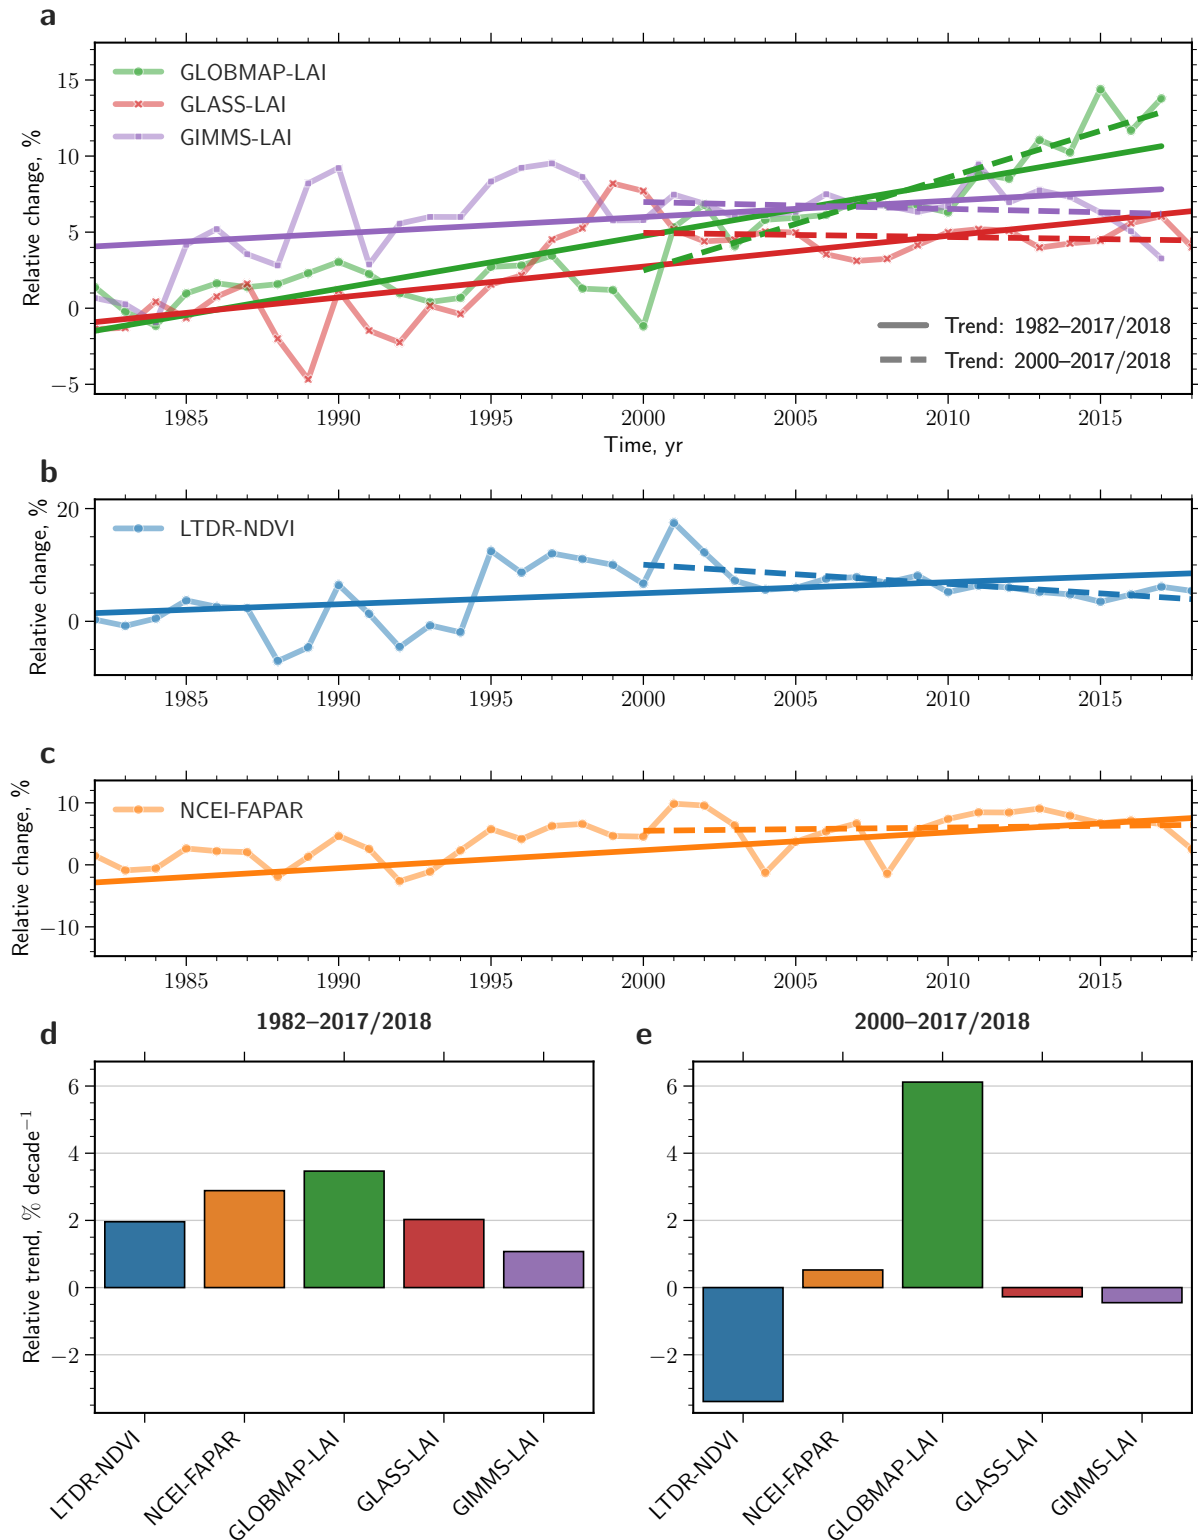 a
Relative change, %
15
10
5
0
−5
GLOBMAP-LAI
GLASS-LAI
GIMMS-LAI
Trend: 1982–2017/2018
Trend: 2000–2017/2018
1985 1990 1995 2000 2005 2010 2015
Time, yr
b
Relative change, %
20
0
LTDR-NDVI
1985 1990 1995 2000 2005 2010 2015
c
Relative change, %
10
0
−10
NCEI-FAPAR
1985 1990 1995 2000 2005 2010 2015
d
1982–2017/2018
Relative trend, % decade⁻¹
6
4
2
0
−2
LTDR-NDVI
NCEI-FAPAR
GLOBMAP-LAI
GLASS-LAI
GIMMS-LAI
e
2000–2017/2018
6
4
2
0
−2
LTDR-NDVI
NCEI-FAPAR
GLOBMAP-LAI
GLASS-LAI
GIMMS-LAI